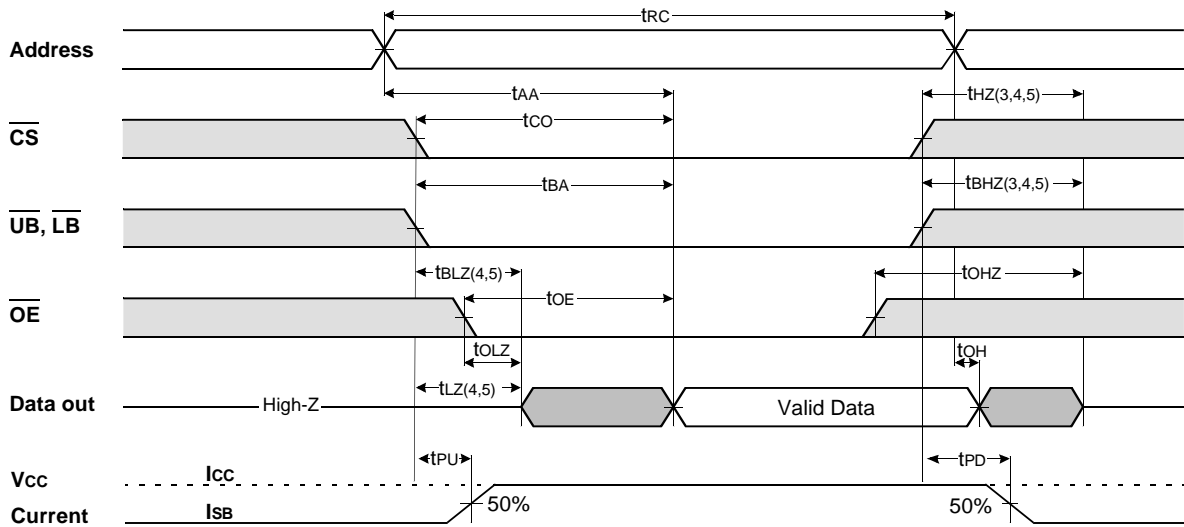 tRC
Address
tAA
tHZ(3,4,5)
tCO
CS
tBA
tBHZ(3,4,5)
UB, LB
tBLZ(4,5)
tOHZ
tOE
OE
tOLZ
tOH
tLZ(4,5)
Data out
High-Z
Valid Data
tPU
tPD
VCC
ICC
50%
50%
Current
ISB